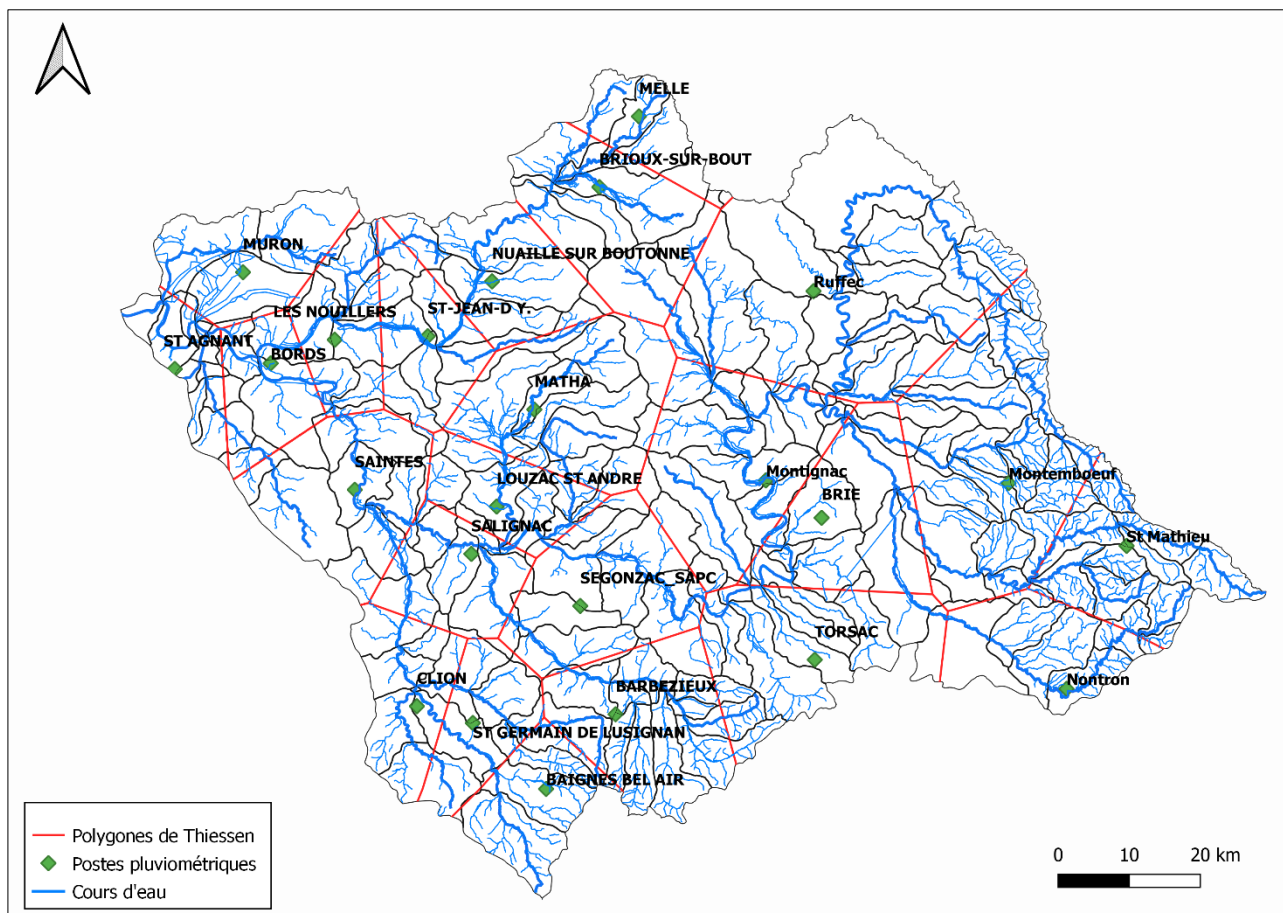 MELLE
BRIOUX-SUR-BOUT
MURON
NUAILLE SUR BOUTONNE
Ruffec
LES NOUILLERS
ST-JEAN-D Y.
ST AGNANT
BORDS
MATHA
SAINTES
LOUZAC ST ANDRE
Montignac
Montemboeuf
BRIE
SALIGNAC
St Mathieu
SEGONZAC_SAPC
TORSAC
CLION
BARBEZIEUX
Nontron
ST GERMAIN DE LUSIGNAN
BAIGNES BEL AIR
Polygones de Thiessen
Postes pluviométriques
Cours d'eau
0 10 20 km